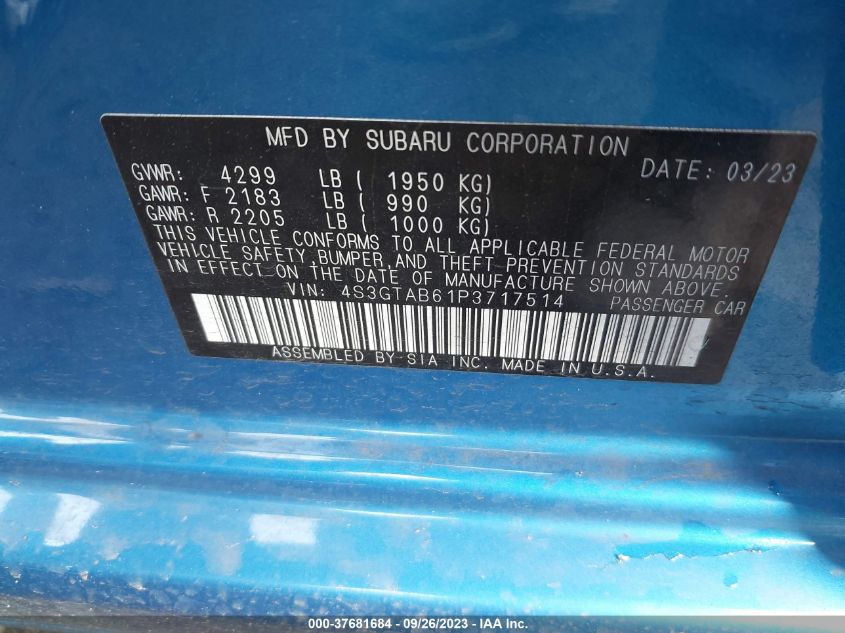 MFD BY SUBARU CORPORATION
DATE: 03/23
GVWR: 4299 LB ( 1950 KG)
GAWR: F 2183 LB ( 990 KG)
GAWR: R 2205 LB ( 1000 KG)
THIS VEHICLE CONFORMS TO ALL APPLICABLE FEDERAL MOTOR
VEHICLE SAFETY, BUMPER, AND THEFT PREVENTION STANDARDS
IN EFFECT ON THE DATE OF MANUFACTURE SHOWN ABOVE.
VIN: 4S3GTAB61P3717514 PASSENGER CAR
ASSEMBLED BY SIA INC. MADE IN U.S.A.
000-37681684 - 09/26/2023 - IAA Inc.